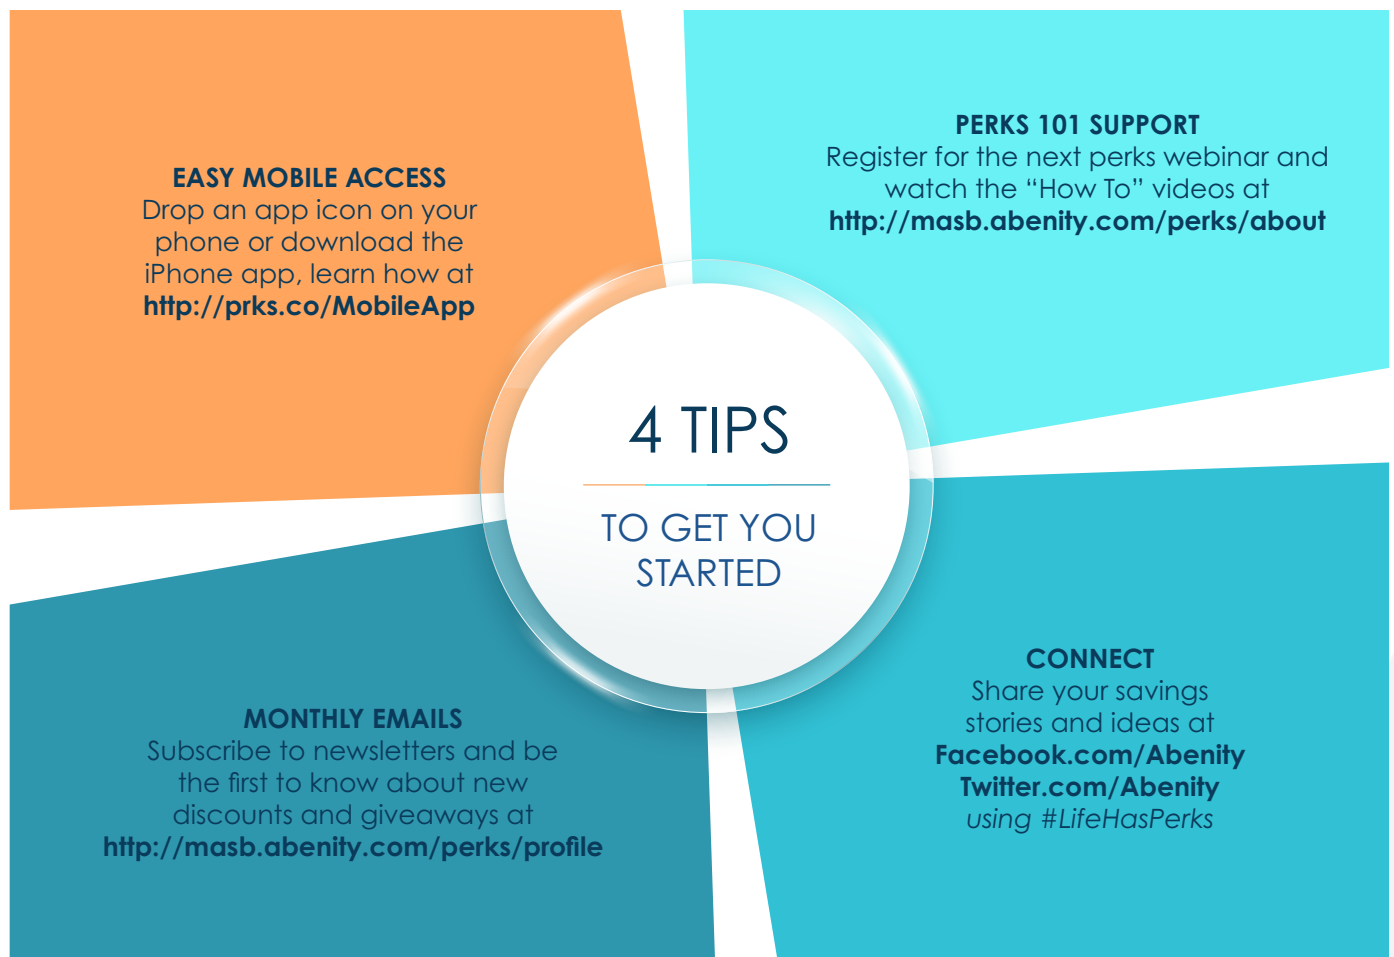 EASY MOBILE ACCESS
Drop an app icon on your
phone or download the
iPhone app, learn how at
http://prks.co/MobileApp
PERKS 101 SUPPORT
Register for the next perks webinar and
watch the “How To” videos at
http://masb.abenity.com/perks/about
4 TIPS
TO GET YOU
STARTED
MONTHLY EMAILS
Subscribe to newsletters and be
the first to know about new
discounts and giveaways at
http://masb.abenity.com/perks/profile
CONNECT
Share your savings
stories and ideas at
Facebook.com/Abenity
Twitter.com/Abenity
using #LifeHasPerks